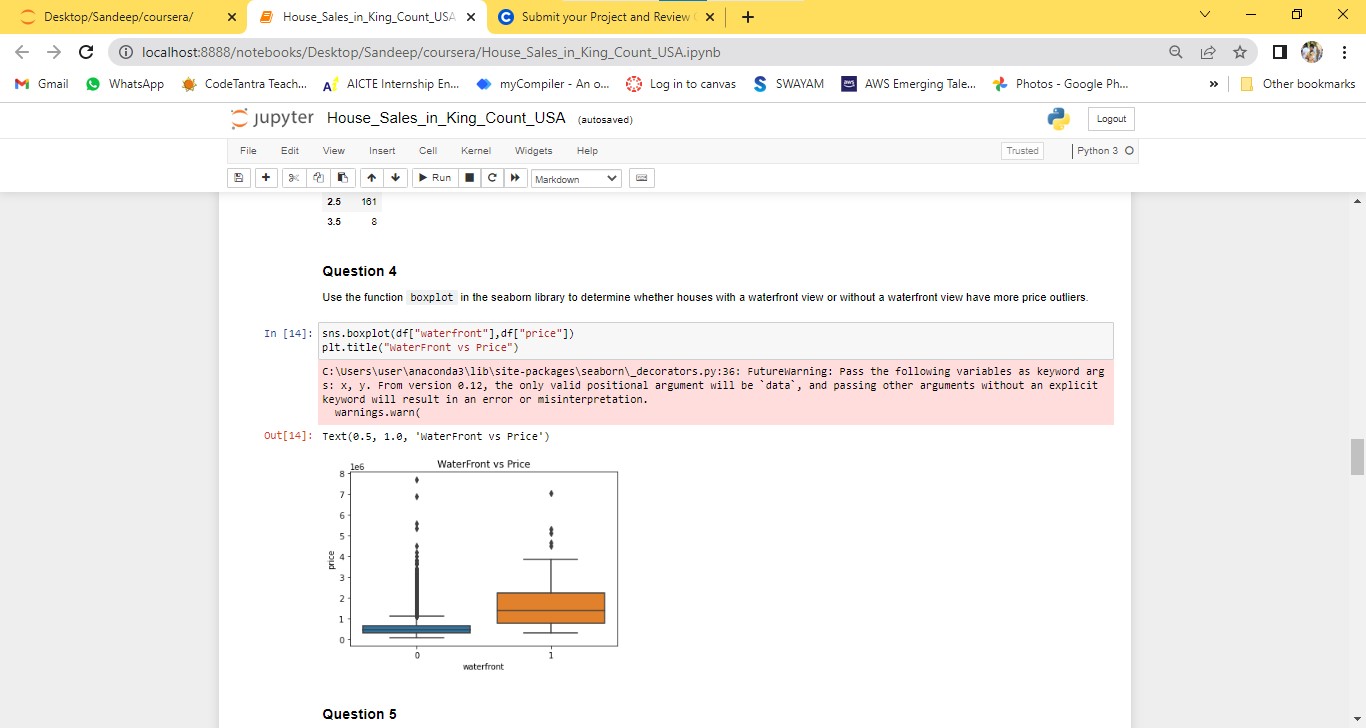 Desktop/Sandeep/coursera/
House_Sales_in_King_Count_USA
Submit your Project and Review
localhost:8888/notebooks/Desktop/Sandeep/coursera/House_Sales_in_King_Count_USA.ipynb
Gmail
WhatsApp
CodeTantra Teach...
AICTE Internship En...
myCompiler - An o...
Log in to canvas
SWAYAM
AWS Emerging Tale...
Photos - Google Ph...
»
Other bookmarks
jupyter House_Sales_in_King_Count_USA (autosaved)
Logout
File Edit View Insert Cell Kernel Widgets Help
Trusted
Python 3
Run
Markdown
2.5 161
3.5 8
Question 4
Use the function boxplot in the seaborn library to determine whether houses with a waterfront view or without a waterfront view have more price outliers.
In [14]: sns.boxplot(df["waterfront"],df["price"])
plt.title("WaterFront vs Price")
C:\Users\user\anaconda3\lib\site-packages\seaborn\_decorators.py:36: FutureWarning: Pass the following variables as keyword arg
s: x, y. From version 0.12, the only valid positional argument will be `data`, and passing other arguments without an explicit
keyword will result in an error or misinterpretation.
warnings.warn(
Out[14]: Text(0.5, 1.0, 'WaterFront vs Price')
1e6
WaterFront vs Price
8
7
6
5
4
3
2
1
0
price
0 1
waterfront
Question 5